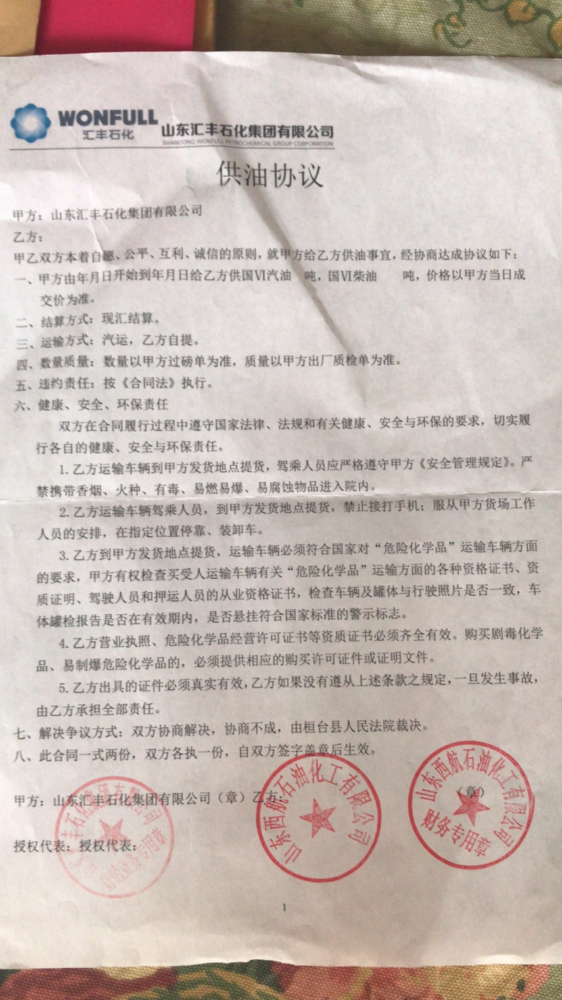 WONFULL
汇丰石化
山东汇丰石化集团有限公司
SHANDONG WONFULL PETROCHEMICAL GROUP CORPORATION
供油协议
甲方：山东汇丰石化集团有限公司
乙方：
甲乙双方本着自愿、公平、互利、诚信的原则，就甲方给乙方供油事宜，经协商达成协议如下：
一、甲方由年月日开始到年月日给乙方供国Ⅵ汽油 吨，国Ⅵ柴油 吨，价格以甲方当日成
交价为准。
二、结算方式：现汇结算。
三、运输方式：汽运，乙方自提。
四、数量质量：数量以甲方过磅单为准，质量以甲方出厂质检单为准。
五、违约责任：按《合同法》执行。
六、健康、安全、环保责任
双方在合同履行过程中遵守国家法律、法规和有关健康、安全与环保的要求，切实履
行各自的健康、安全与环保责任。
1.乙方运输车辆到甲方发货地点提货，驾乘人员应严格遵守甲方《安全管理规定》。严
禁携带香烟、火种、有毒、易燃易爆、易腐蚀物品进入院内。
2.乙方运输车辆驾乘人员，到甲方发货地点提货，禁止接打手机；服从甲方货场工作
人员的安排，在指定位置停靠、装卸车。
3.乙方到甲方发货地点提货，运输车辆必须符合国家对“危险化学品”运输车辆方面
的要求，甲方有权检查买受人运输车辆有关“危险化学品”运输方面的各种资格证书、资
质证明、驾驶人员和押运人员的从业资格证书，检查车辆及罐体与行驶照片是否一致，车
体罐检报告是否在有效期内，是否悬挂符合国家标准的警示标志。
4.乙方营业执照、危险化学品经营许可证书等资质证书必须齐全有效。购买剧毒化学
品、易制爆危险化学品的，必须提供相应的购买许可证件或证明文件。
5.乙方出具的证件必须真实有效，乙方如果没有遵从上述条款之规定，一旦发生事故，
由乙方承担全部责任。
七、解决争议方式：双方协商解决，协商不成，由桓台县人民法院裁决。
八、此合同一式两份，双方各执一份，自双方签字盖章后生效。
甲方：山东汇丰石化集团有限公司（章）乙方： （章）
授权代表：授权代表：
山东西航石油化工有限公司
山东西航石油化工有限公司
财务专用章
1